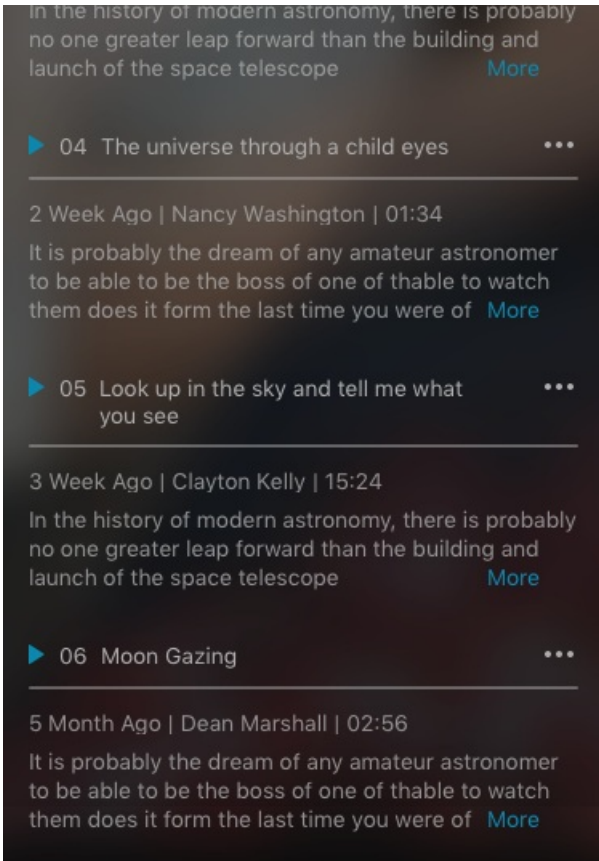 In the history of modern astronomy, there is probably
no one greater leap forward than the building and
launch of the space telescope More
04 The universe through a child eyes •••
2 Week Ago | Nancy Washington | 01:34
It is probably the dream of any amateur astronomer
to be able to be the boss of one of thable to watch
them does it form the last time you were of More
05 Look up in the sky and tell me what •••
you see
3 Week Ago | Clayton Kelly | 15:24
In the history of modern astronomy, there is probably
no one greater leap forward than the building and
launch of the space telescope More
06 Moon Gazing •••
5 Month Ago | Dean Marshall | 02:56
It is probably the dream of any amateur astronomer
to be able to be the boss of one of thable to watch
them does it form the last time you were of More